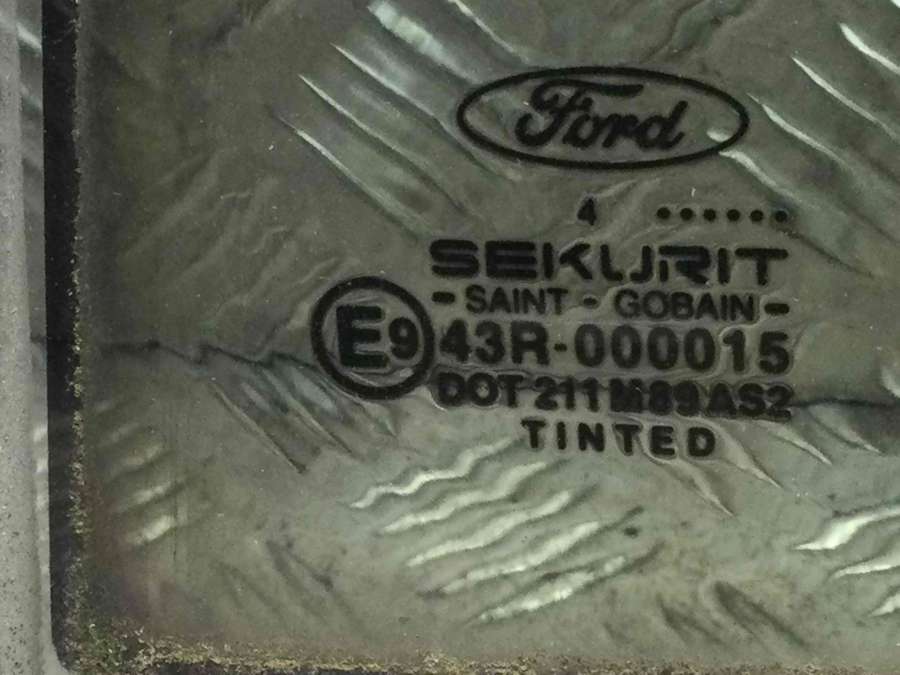 Ford
4 ......
SEKURIT
- SAINT - GOBAIN -
E9 43R-000015
DOT 211 M89 AS2
TINTED